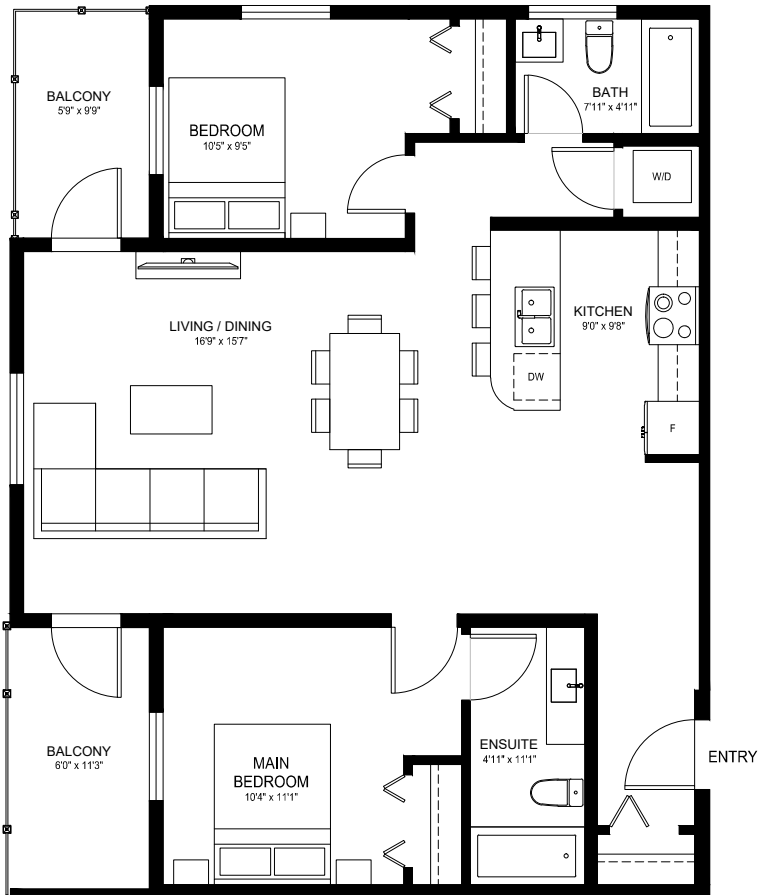 BALCONY
5'9" x 9'9"
BEDROOM
10'5" x 9'5"
BATH
7'11" x 4'11"
W/D
LIVING / DINING
16'9" x 15'7"
KITCHEN
9'0" x 9'8"
DW
F
BALCONY
6'0" x 11'3"
MAIN
BEDROOM
10'4" x 11'1"
ENSUITE
4'11" x 11'1"
ENTRY